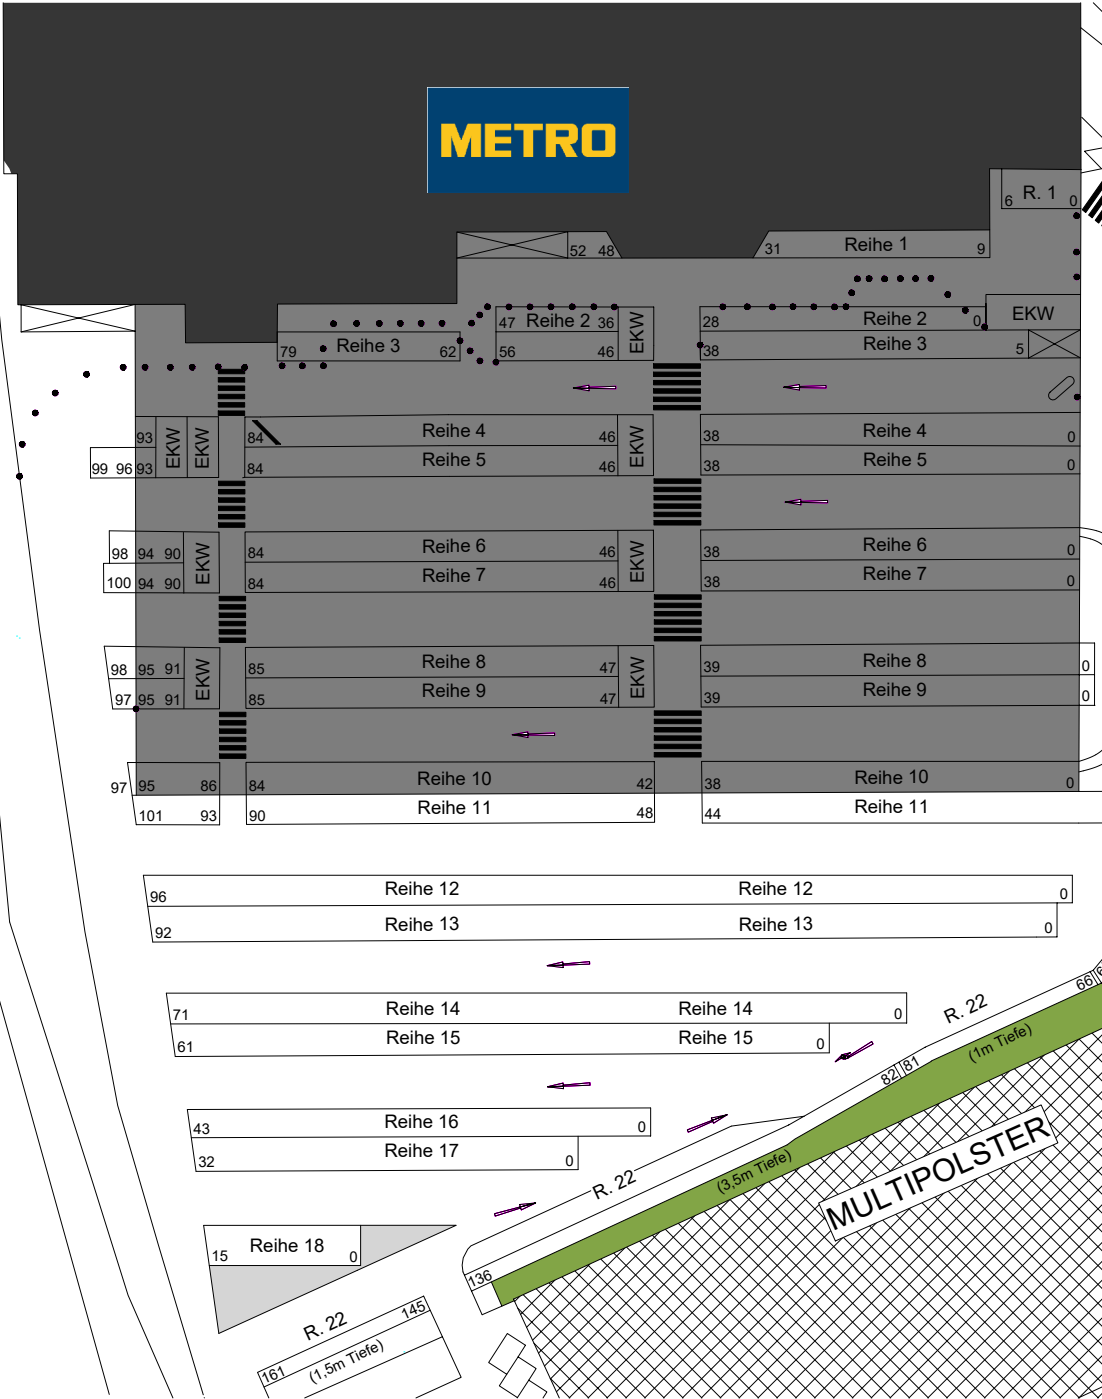 METRO
R. 1
6 0
52 48
31 Reihe 1 9
47 Reihe 2 36
EKW
28 Reihe 2 0
EKW
79 Reihe 3 62
56 46
38 Reihe 3 5
93
EKW
EKW
84 Reihe 4 46
EKW
38 Reihe 4 0
99 96 93
84 Reihe 5 46
38 Reihe 5 0
98 94 90
EKW
84 Reihe 6 46
EKW
38 Reihe 6 0
100 94 90
84 Reihe 7 46
38 Reihe 7 0
98 95 91
EKW
85 Reihe 8 47
EKW
39 Reihe 8 0
97 95 91
85 Reihe 9 47
39 Reihe 9 0
97 95 86
84 Reihe 10 42
38 Reihe 10 0
101 93
90 Reihe 11 48
44 Reihe 11
96 Reihe 12 Reihe 12 0
92 Reihe 13 Reihe 13 0
71 Reihe 14 Reihe 14 0
61 Reihe 15 Reihe 15 0
R. 22
66
(1m Tiefe)
82 81
43 Reihe 16 0
32 Reihe 17 0
R. 22
(3,5m Tiefe)
MULTIPOLSTER
15 Reihe 18 0
136
R. 22
145
161
(1,5m Tiefe)